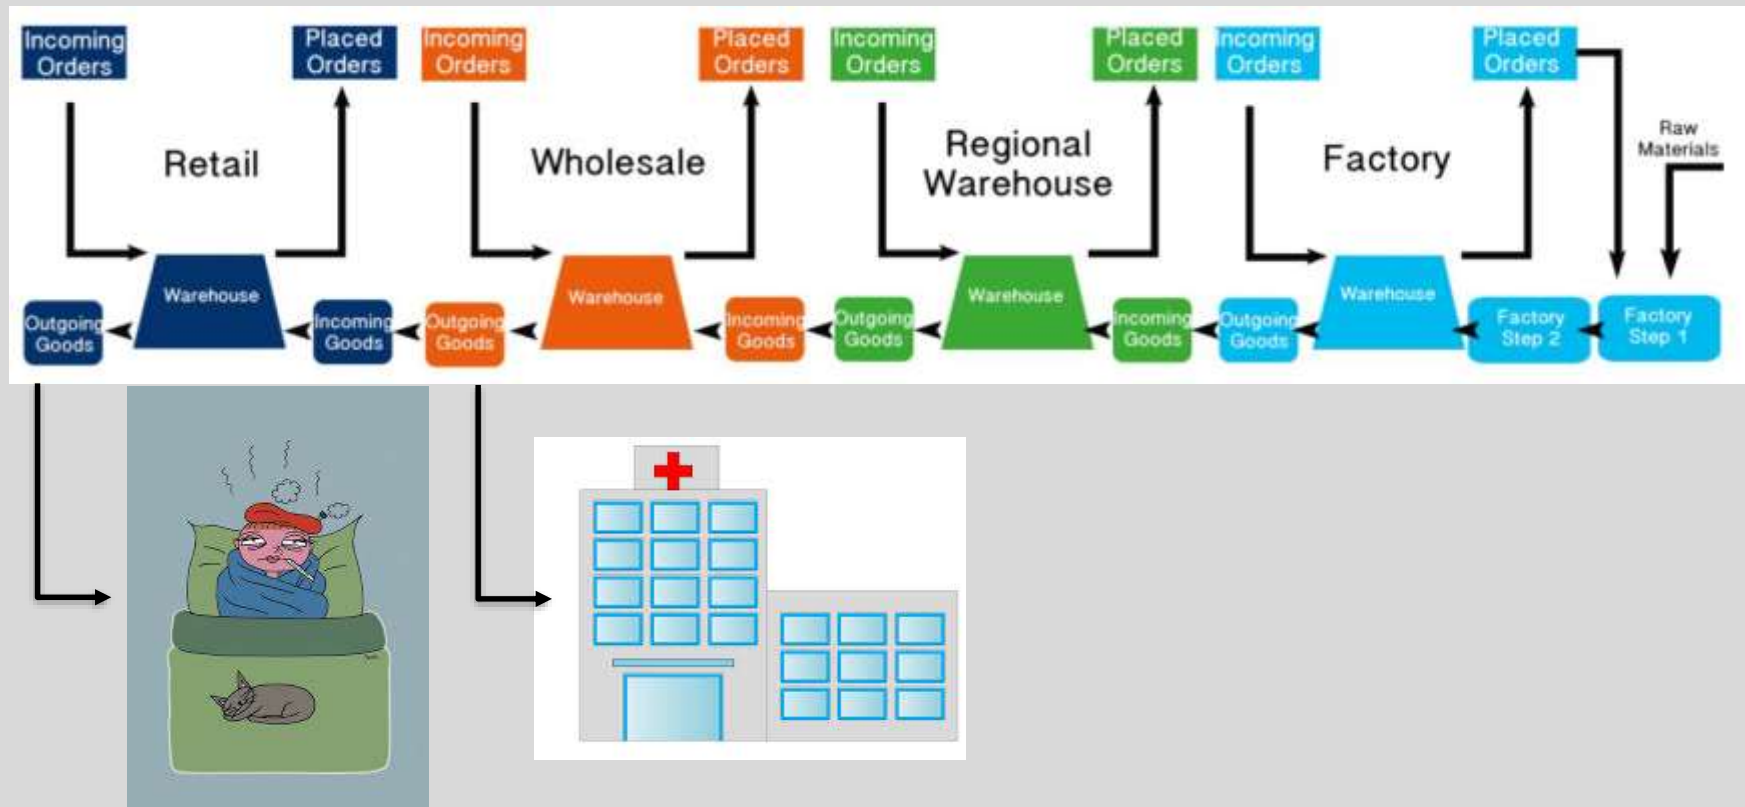 Incoming
Orders
Placed
Orders
Incoming
Orders
Placed
Orders
Incoming
Orders
Placed
Orders
Incoming
Orders
Placed
Orders
Retail
Wholesale
Regional
Warehouse
Factory
Raw
Materials
Outgoing
Goods
Warehouse
Incoming
Goods
Outgoing
Goods
Warehouse
Incoming
Goods
Outgoing
Goods
Warehouse
Incoming
Goods
Outgoing
Goods
Warehouse
Factory
Step 2
Factory
Step 1